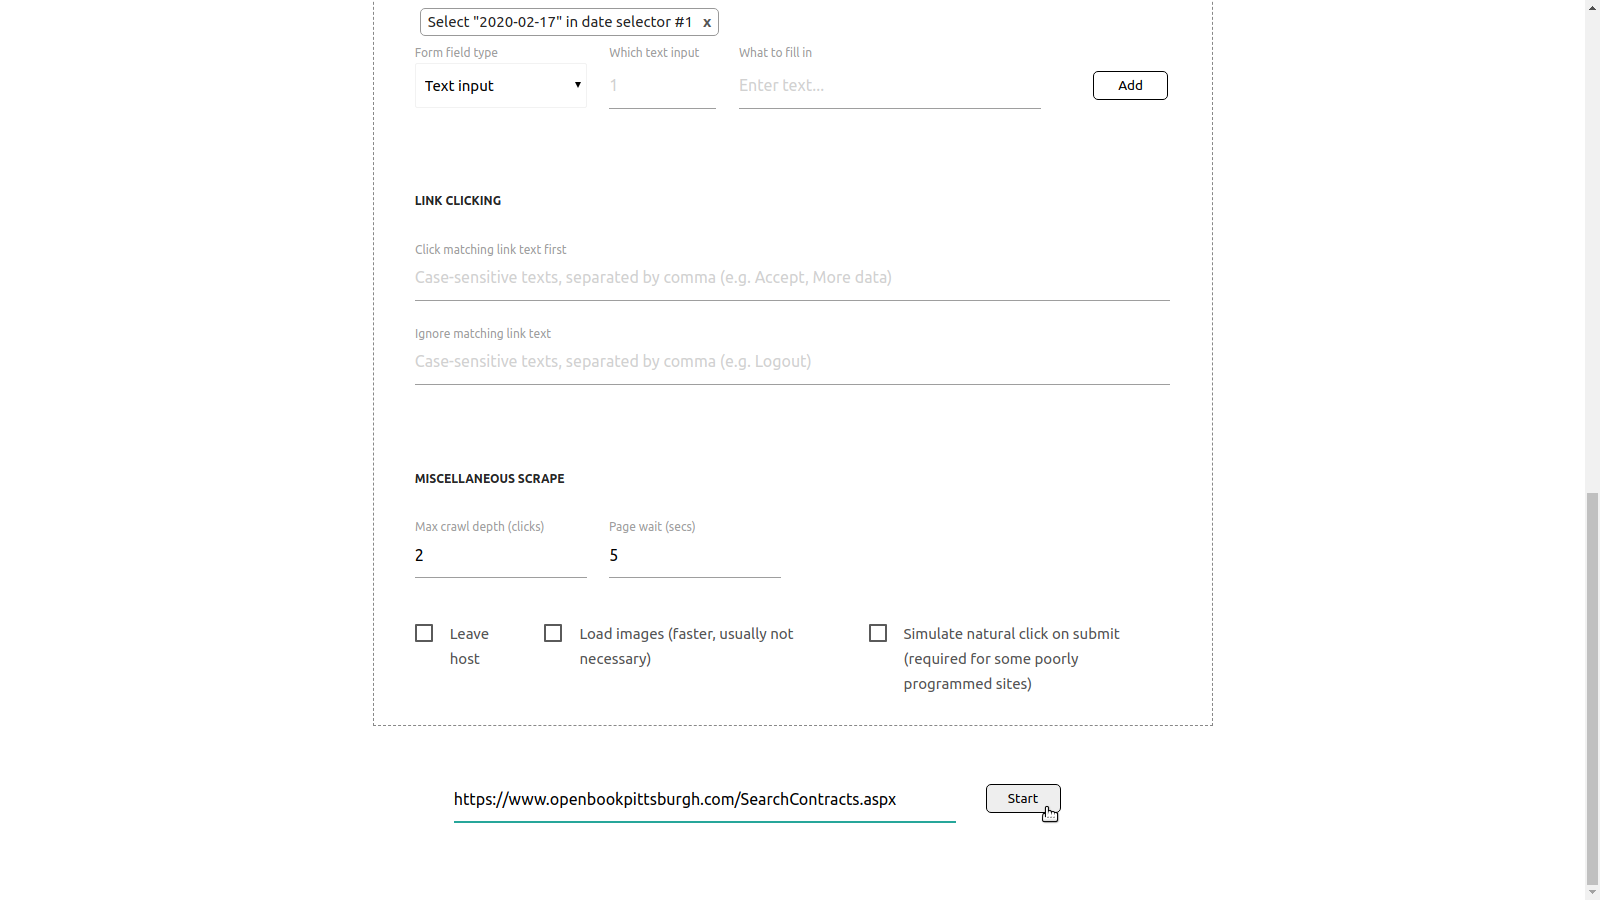 Select "2020-02-17" in date selector #1 x
Form field type
Which text input
What to fill in
Text input
1
Enter text...
Add
LINK CLICKING
Click matching link text first
Case-sensitive texts, separated by comma (e.g. Accept, More data)
Ignore matching link text
Case-sensitive texts, separated by comma (e.g. Logout)
MISCELLANEOUS SCRAPE
Max crawl depth (clicks)
Page wait (secs)
2
5
Leave
host
Load images (faster, usually not
necessary)
Simulate natural click on submit
(required for some poorly
programmed sites)
https://www.openbookpittsburgh.com/SearchContracts.aspx
Start